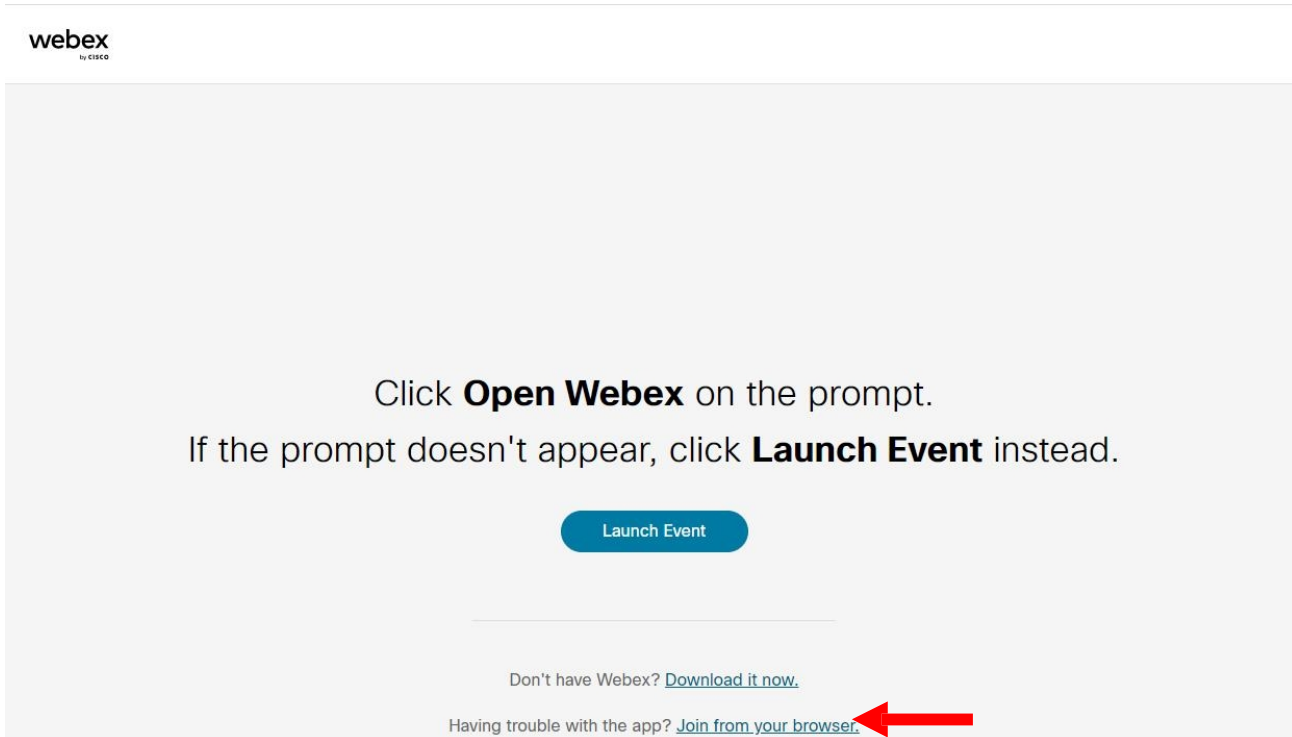 webex
by CISCO
Click Open Webex on the prompt.
If the prompt doesn't appear, click Launch Event instead.
Launch Event
Don't have Webex? Download it now.
Having trouble with the app? Join from your browser.